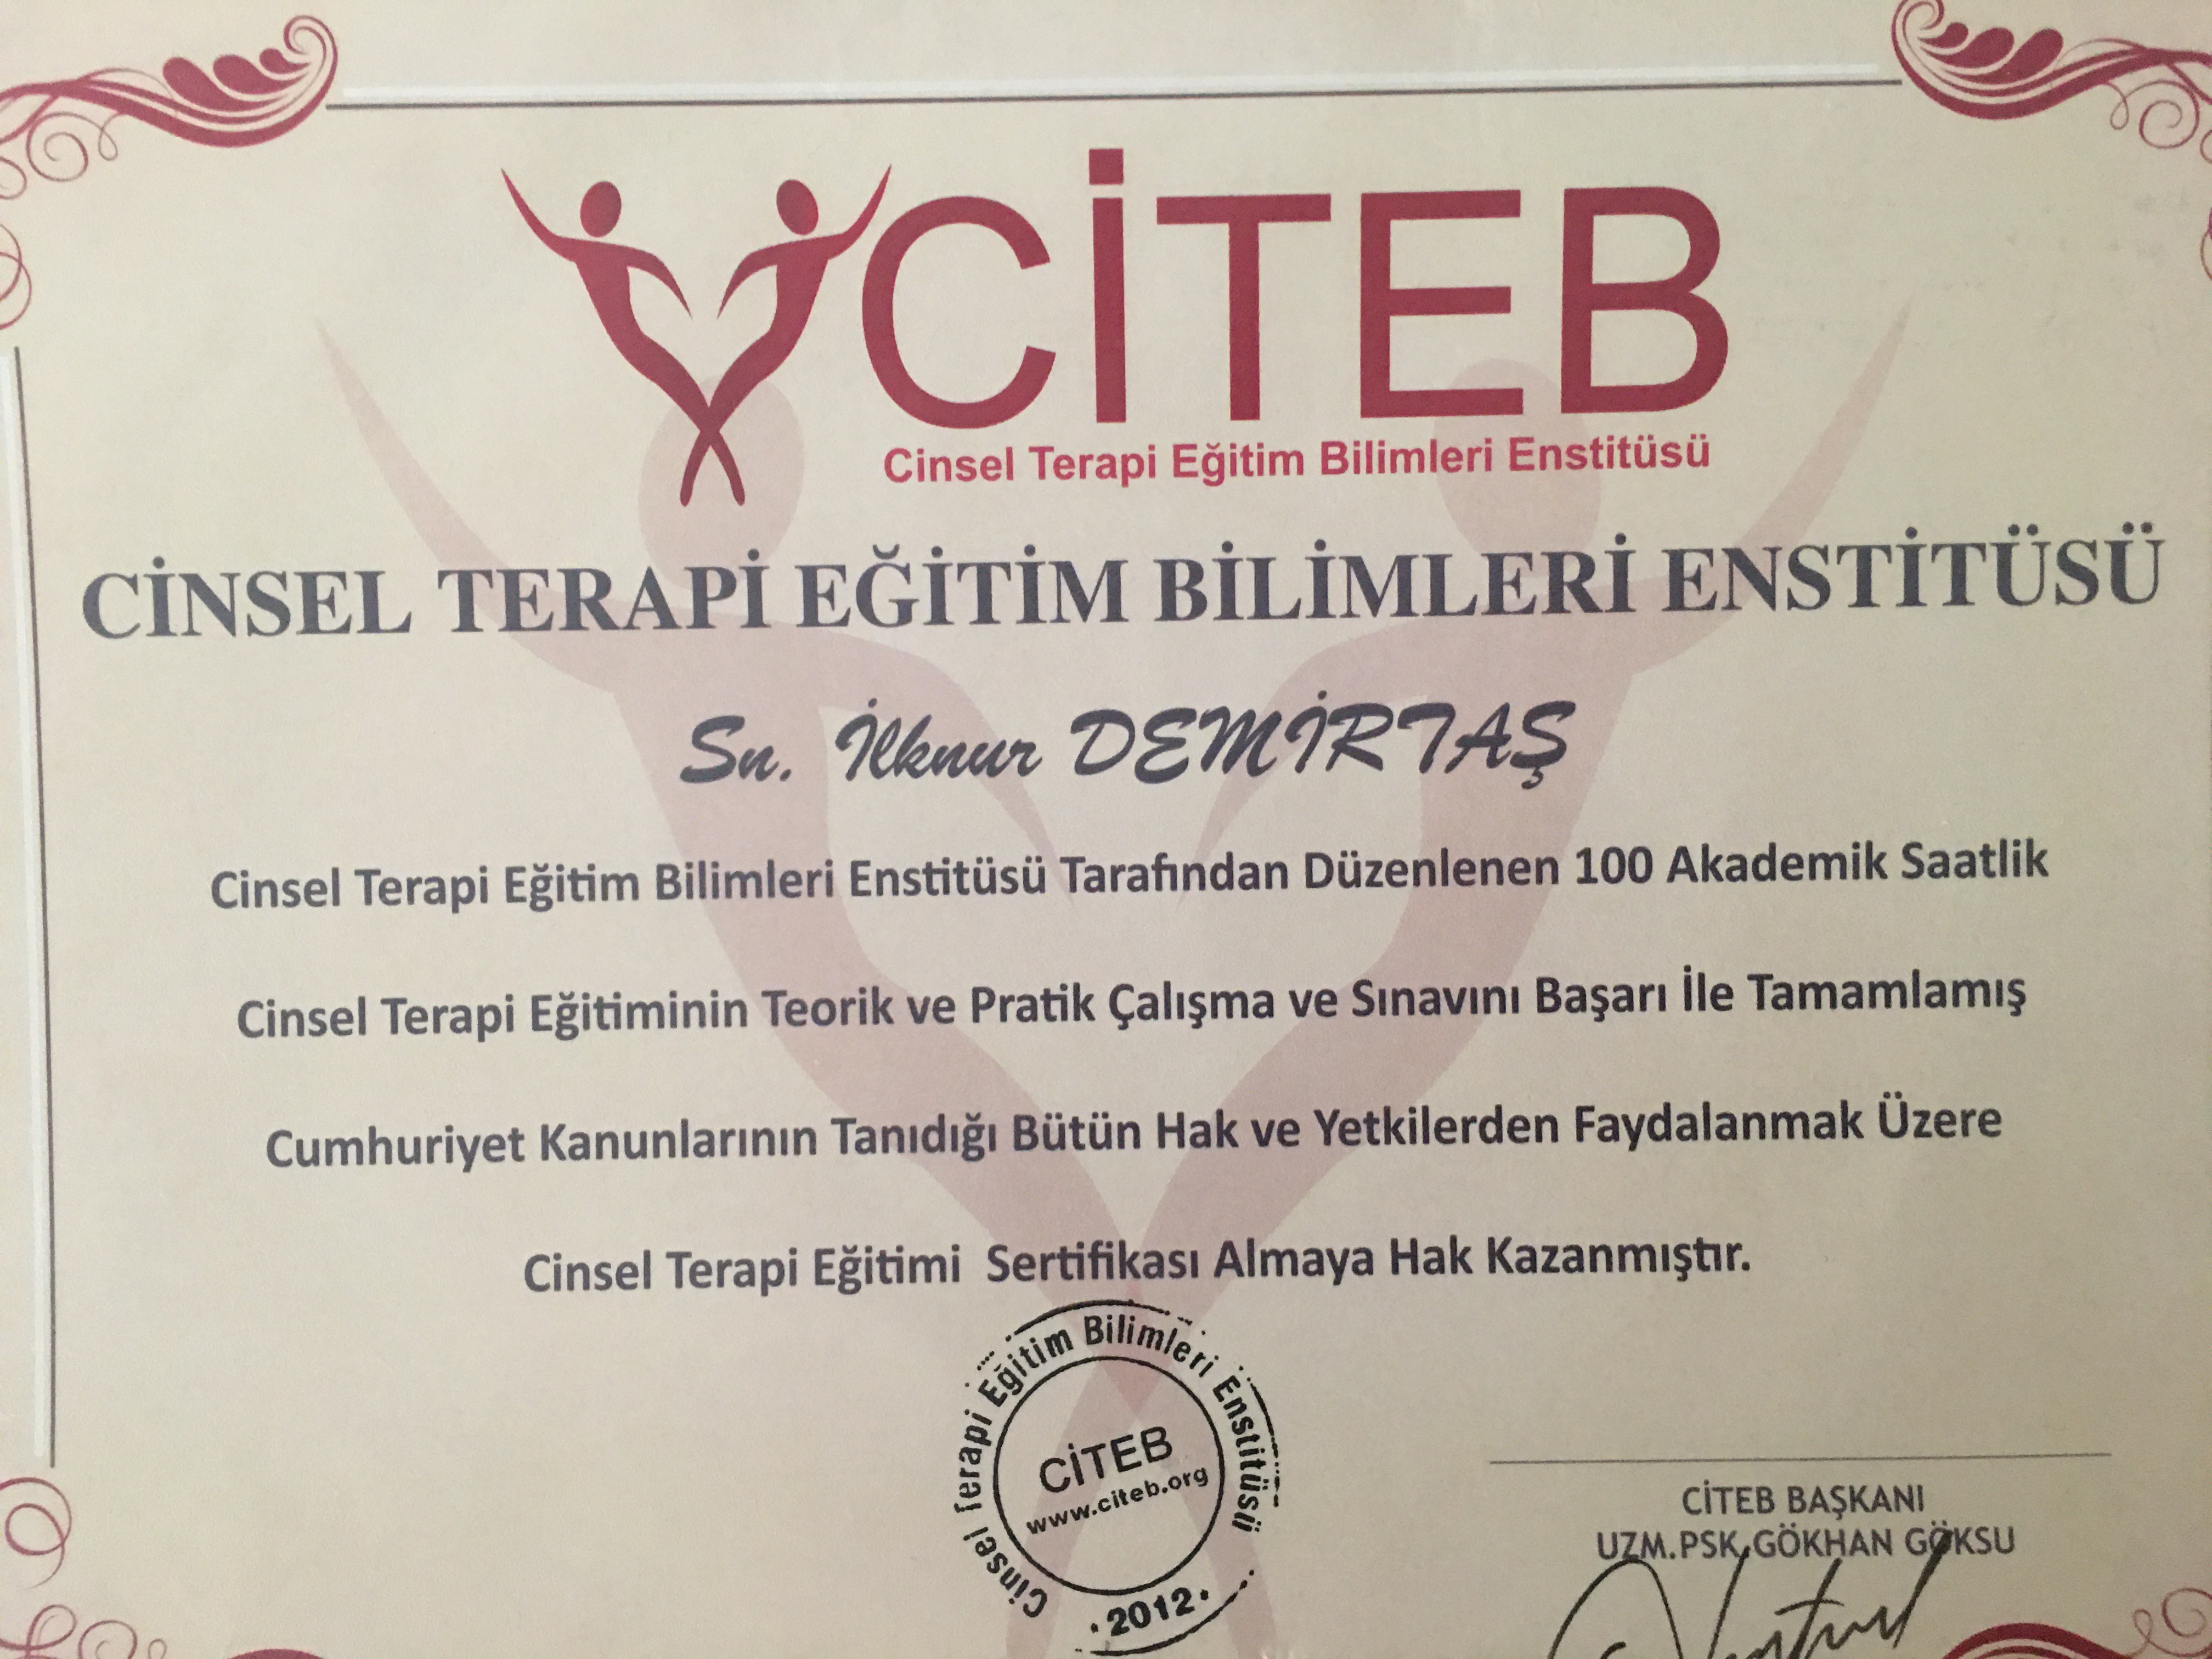 CİTEB
Cinsel Terapi Eğitim Bilimleri Enstitüsü
CİNSEL TERAPİ EĞİTİM BİLİMLERİ ENSTİTÜSÜ
Sn. İlknur DEMİRTAŞ
Cinsel Terapi Eğitim Bilimleri Enstitüsü Tarafından Düzenlenen 100 Akademik Saatlik
Cinsel Terapi Eğitiminin Teorik ve Pratik Çalışma ve Sınavını Başarı İle Tamamlamış
Cumhuriyet Kanunlarının Tanıdığı Bütün Hak ve Yetkilerden Faydalanmak Üzere
Cinsel Terapi Eğitimi Sertifikası Almaya Hak Kazanmıştır.
Cinsel Terapi Eğitim Bilimleri Enstitüsü
CİTEB
www.citeb.org
·2012·
CİTEB BAŞKANI
UZM.PSK.GÖKHAN GÖKSU